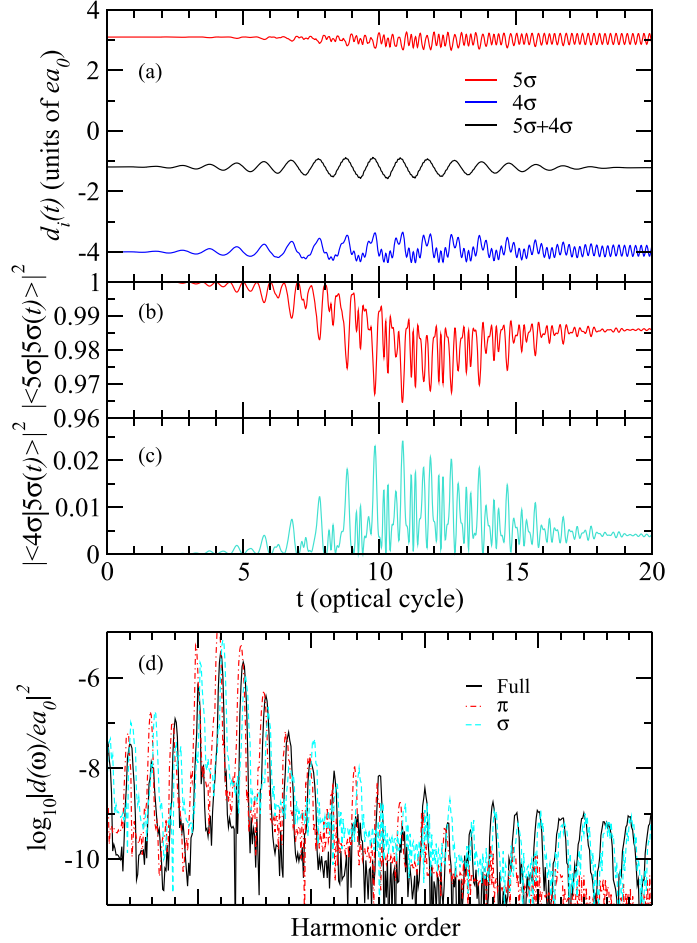 4
2
0
-2
-4
d_i(t) (units of ea_0)
(a)
5σ
4σ
5σ+4σ
1
0.99
0.98
0.97
0.96
|<5σ|5σ(t)>|^2
(b)
0.02
0.01
0
|<4σ|5σ(t)>|^2
(c)
0 5 10 15 20
t (optical cycle)
-6
-8
-10
log_10|d(ω)/ea_0|^2
(d)
Full
π
σ
Harmonic order